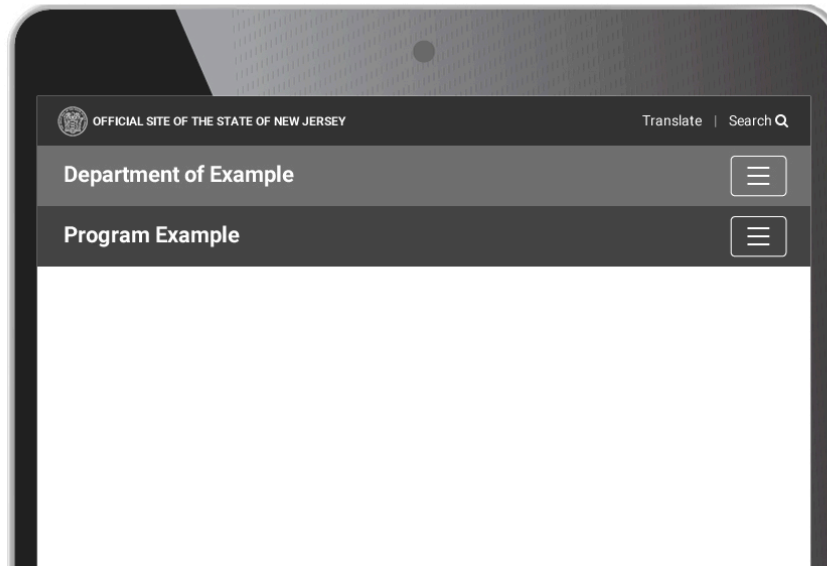 OFFICIAL SITE OF THE STATE OF NEW JERSEY Translate | Search
Department of Example
Program Example